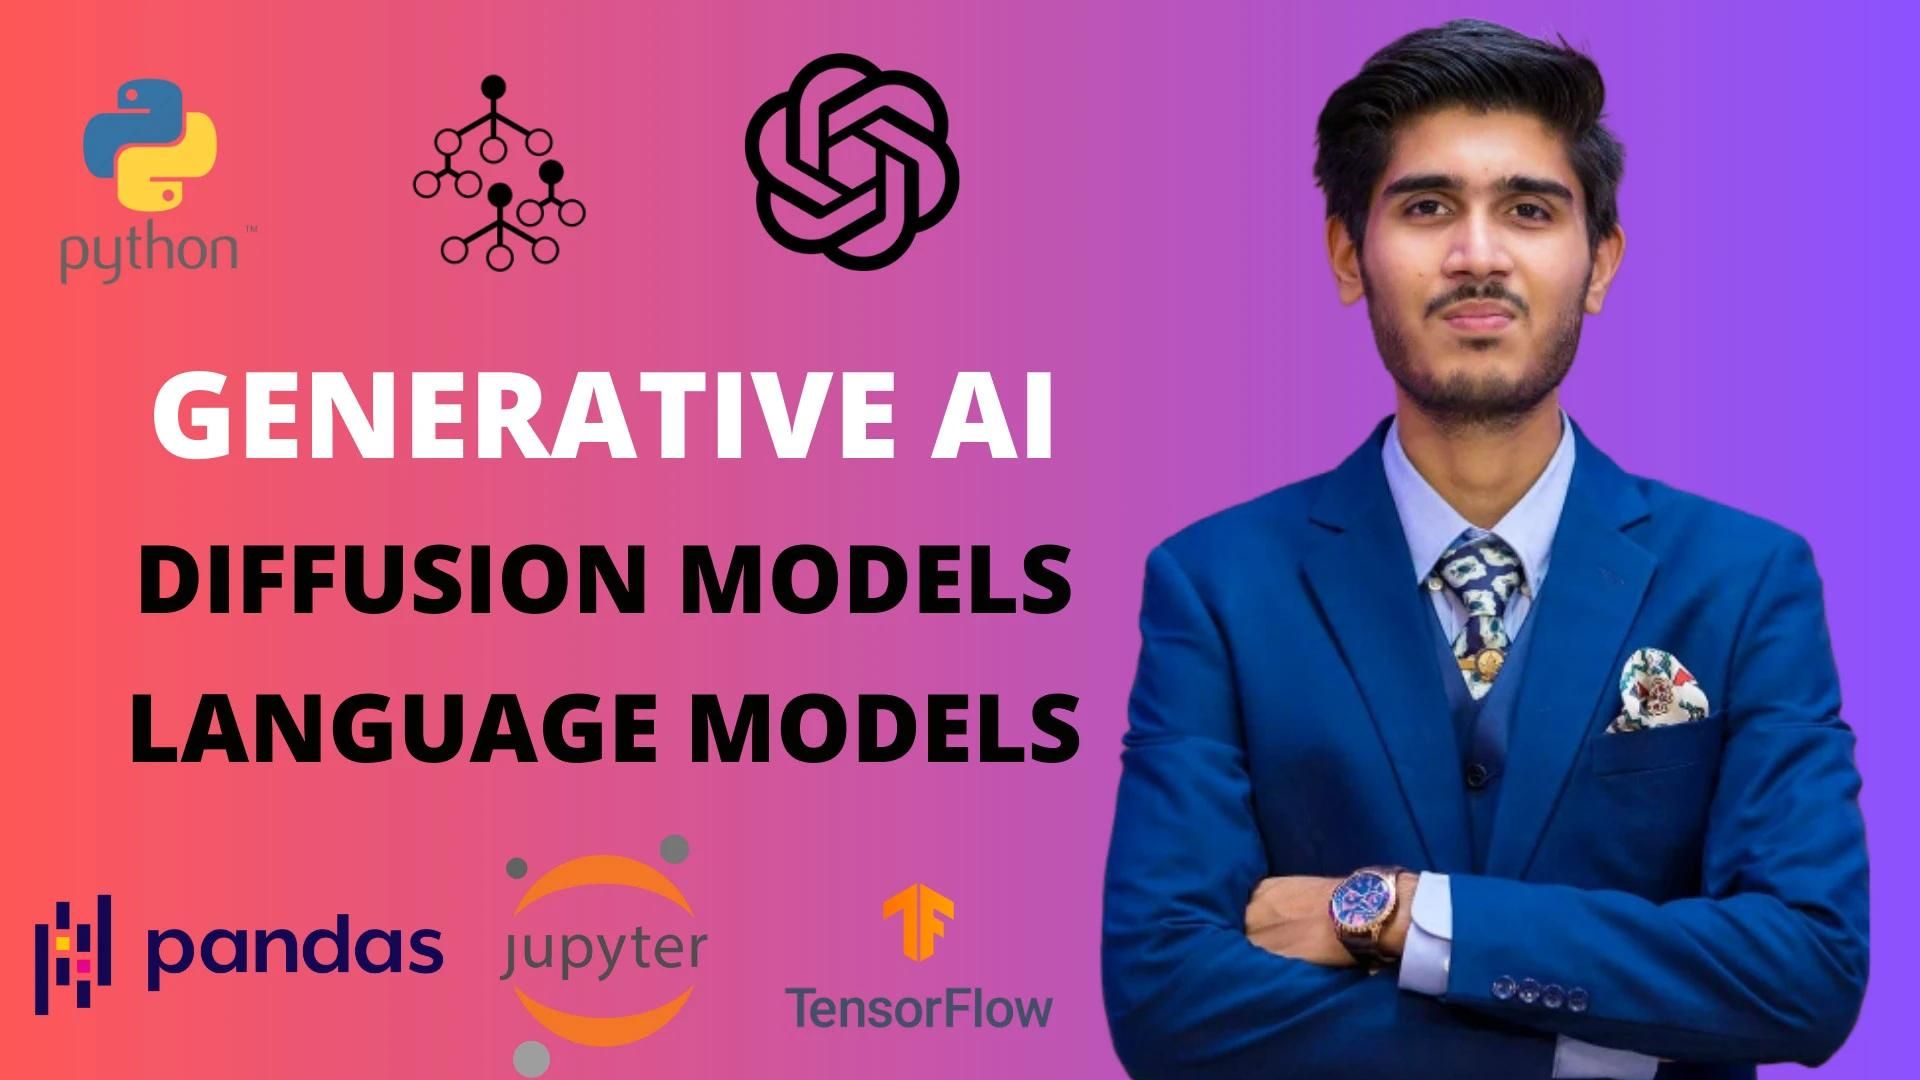 python™
GENERATIVE AI
DIFFUSION MODELS
LANGUAGE MODELS
pandas
jupyter
TensorFlow